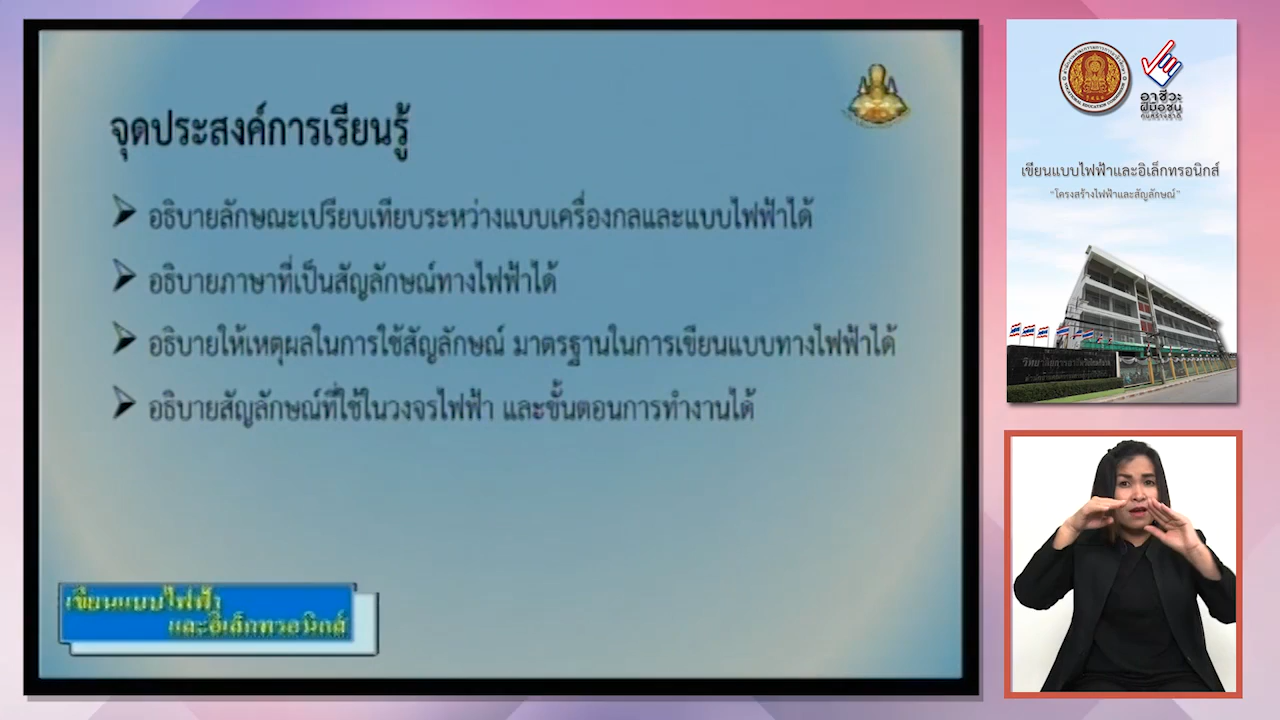 จุดประสงค์การเรียนรู้
อธิบายลักษณะเปรียบเทียบระหว่างแบบเครื่องกลและแบบไฟฟ้าได้
อธิบายภาษาที่เป็นสัญลักษณ์ทางไฟฟ้าได้
อธิบายให้เหตุผลในการใช้สัญลักษณ์ มาตรฐานในการเขียนแบบทางไฟฟ้าได้
อธิบายสัญลักษณ์ที่ใช้ในวงจรไฟฟ้า และขั้นตอนการทำงานได้
เขียนแบบไฟฟ้า
และอิเล็กทรอนิกส์
อาชีวะ
ฝีมือชน
คนสร้างชาติ
เขียนแบบไฟฟ้าและอิเล็กทรอนิกส์
"โครงสร้างไฟฟ้าและสัญลักษณ์"